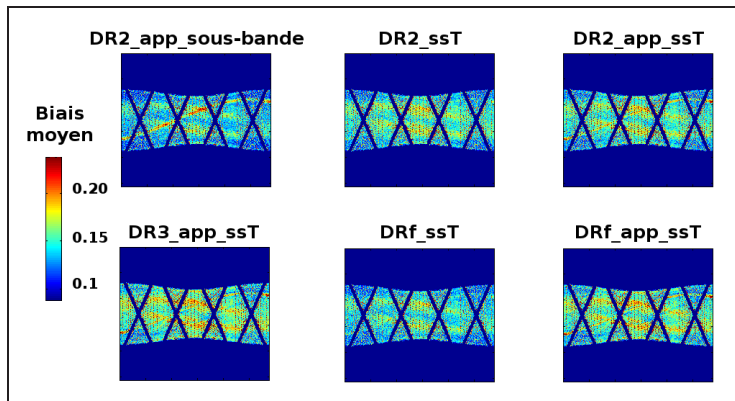 DR2_app_sous-bande
DR2_ssT
DR2_app_ssT
Biais
moyen
0.20
0.15
0.1
DR3_app_ssT
DRf_ssT
DRf_app_ssT